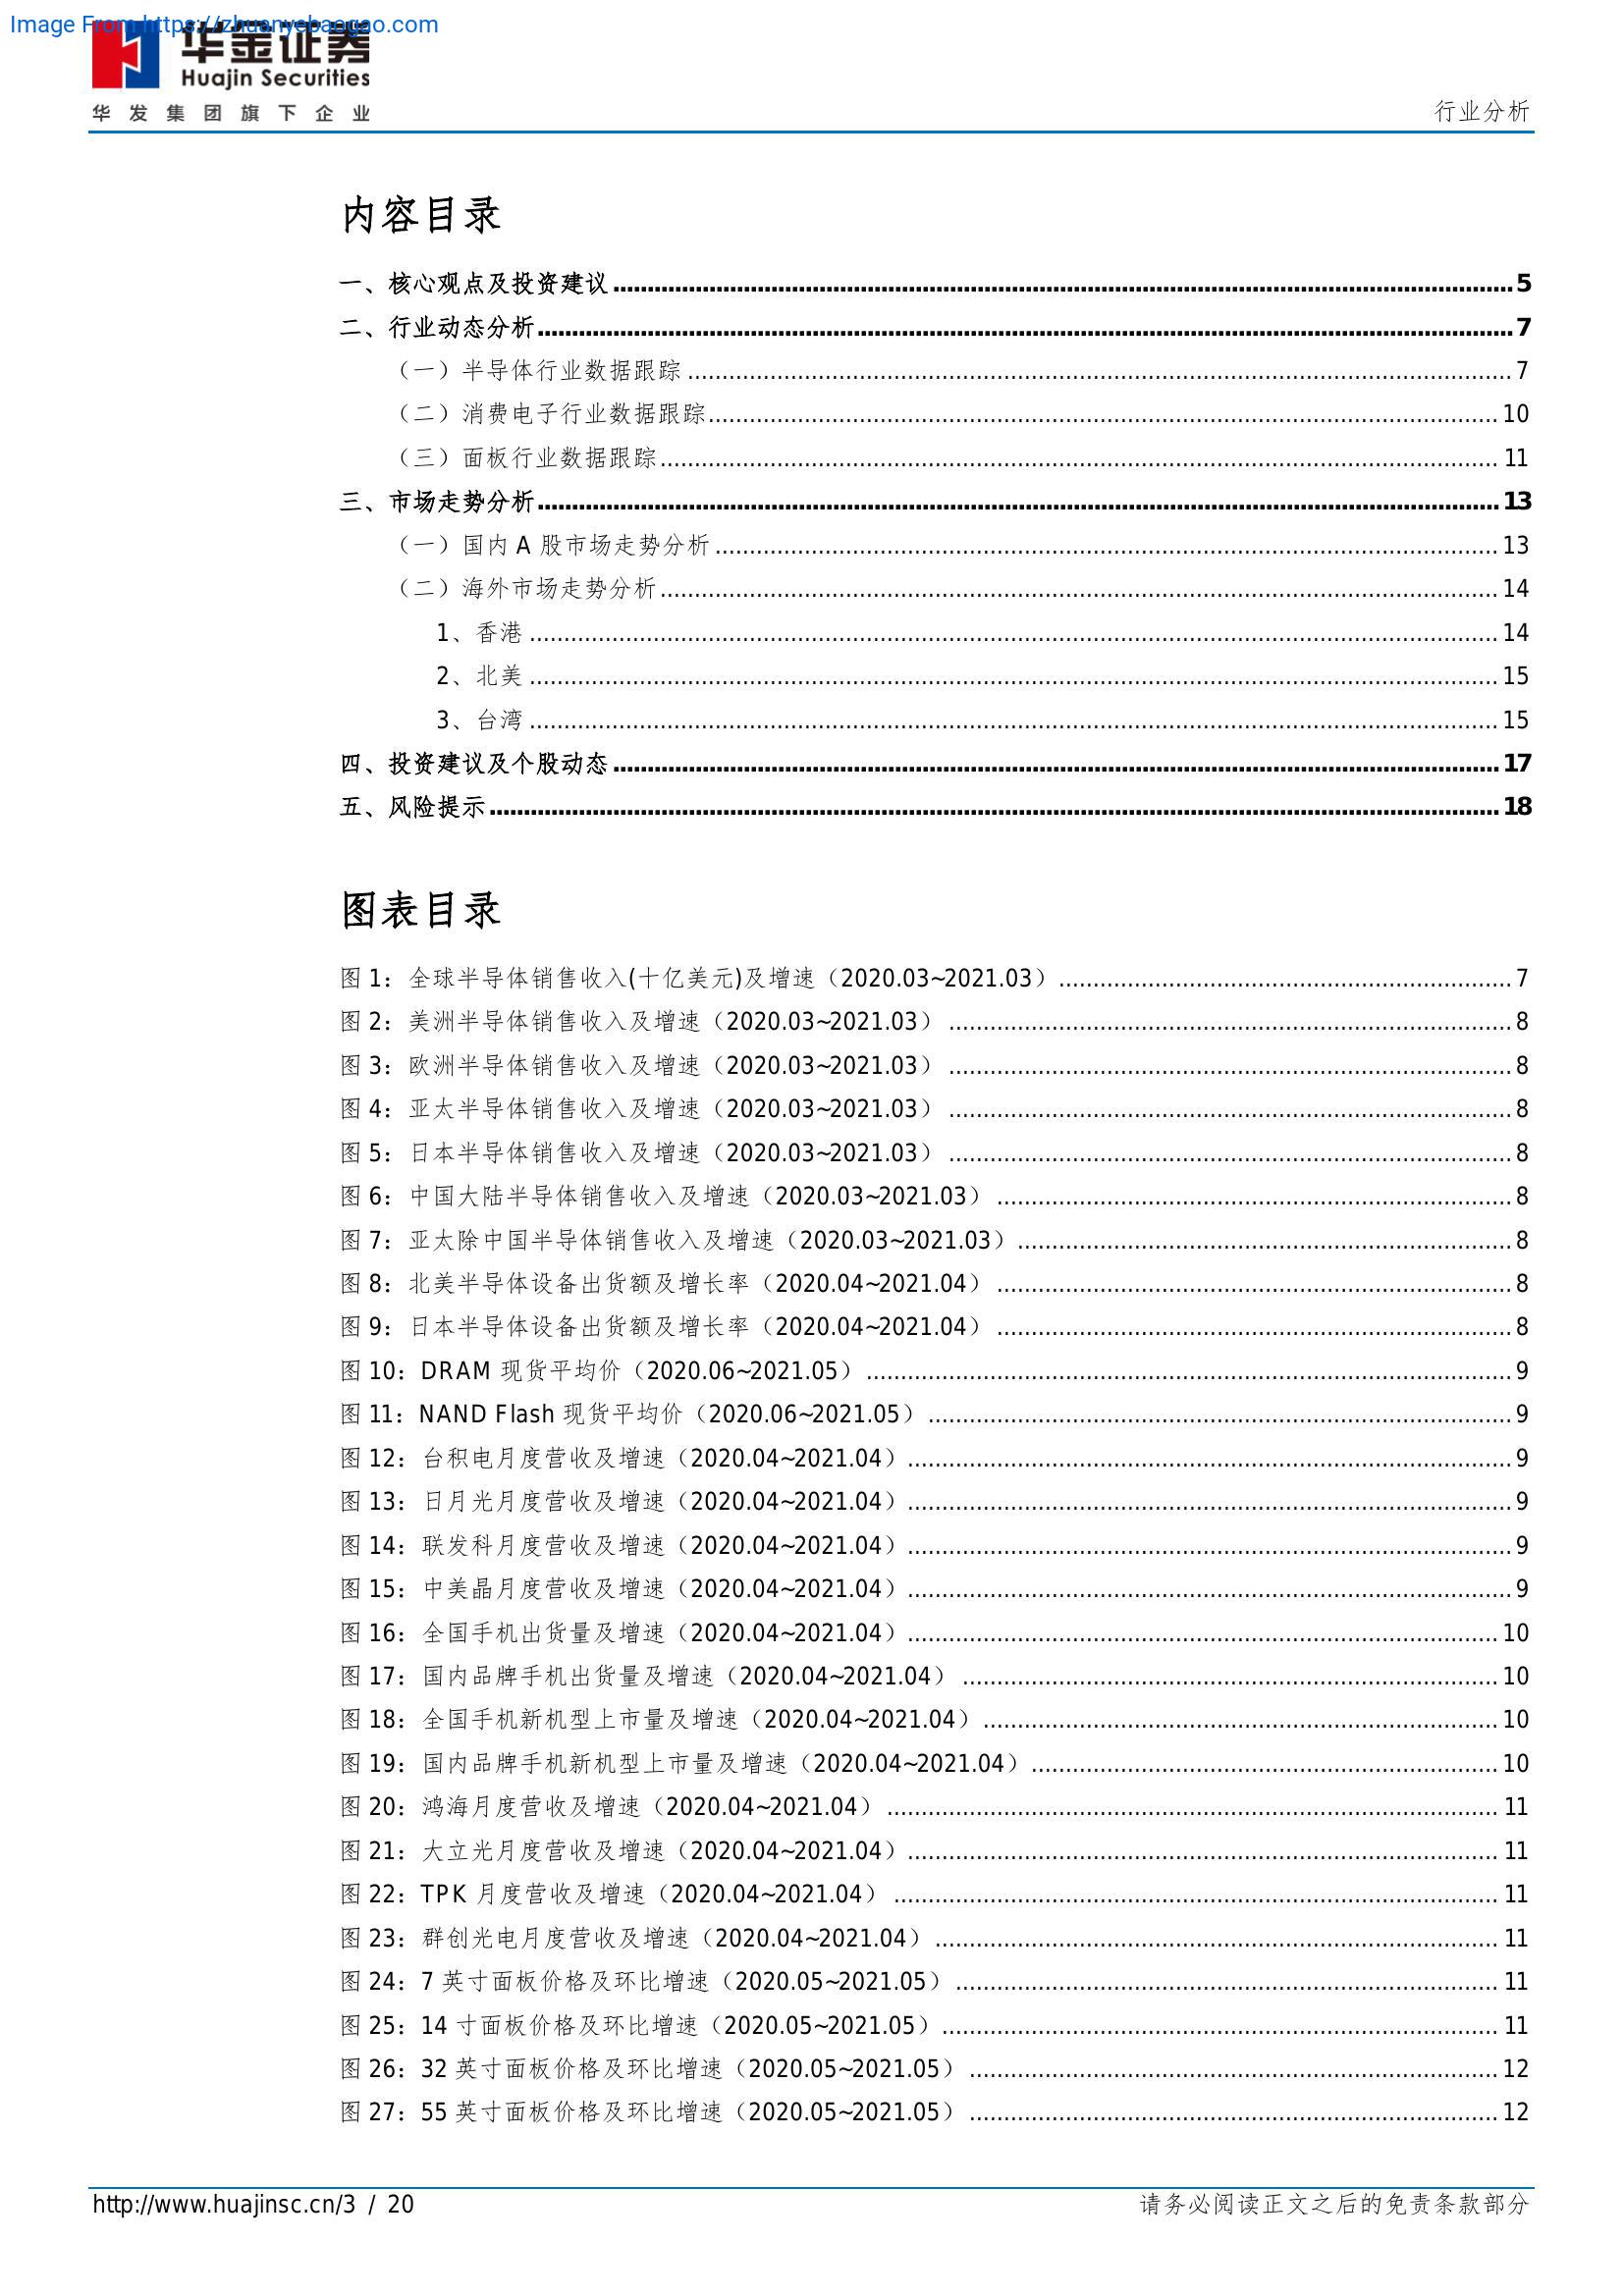 Image From https://zhuanyebaogao.com
华金证券
Huajin Securities
华发集团旗下企业
行业分析
内容目录
一、核心观点及投资建议 ........ 5
二、行业动态分析 ........ 7
（一）半导体行业数据跟踪 ........ 7
（二）消费电子行业数据跟踪 ........ 10
（三）面板行业数据跟踪 ........ 11
三、市场走势分析 ........ 13
（一）国内 A 股市场走势分析 ........ 13
（二）海外市场走势分析 ........ 14
1、香港 ........ 14
2、北美 ........ 15
3、台湾 ........ 15
四、投资建议及个股动态 ........ 17
五、风险提示 ........ 18
图表目录
图 1：全球半导体销售收入(十亿美元)及增速（2020.03~2021.03） ........ 7
图 2：美洲半导体销售收入及增速（2020.03~2021.03） ........ 8
图 3：欧洲半导体销售收入及增速（2020.03~2021.03） ........ 8
图 4：亚太半导体销售收入及增速（2020.03~2021.03） ........ 8
图 5：日本半导体销售收入及增速（2020.03~2021.03） ........ 8
图 6：中国大陆半导体销售收入及增速（2020.03~2021.03） ........ 8
图 7：亚太除中国半导体销售收入及增速（2020.03~2021.03） ........ 8
图 8：北美半导体设备出货额及增长率（2020.04~2021.04） ........ 8
图 9：日本半导体设备出货额及增长率（2020.04~2021.04） ........ 8
图 10：DRAM 现货平均价（2020.06~2021.05） ........ 9
图 11：NAND Flash 现货平均价（2020.06~2021.05） ........ 9
图 12：台积电月度营收及增速（2020.04~2021.04） ........ 9
图 13：日月光月度营收及增速（2020.04~2021.04） ........ 9
图 14：联发科月度营收及增速（2020.04~2021.04） ........ 9
图 15：中美晶月度营收及增速（2020.04~2021.04） ........ 9
图 16：全国手机出货量及增速（2020.04~2021.04） ........ 10
图 17：国内品牌手机出货量及增速（2020.04~2021.04） ........ 10
图 18：全国手机新机型上市量及增速（2020.04~2021.04） ........ 10
图 19：国内品牌手机新机型上市量及增速（2020.04~2021.04） ........ 10
图 20：鸿海月度营收及增速（2020.04~2021.04） ........ 11
图 21：大立光月度营收及增速（2020.04~2021.04） ........ 11
图 22：TPK 月度营收及增速（2020.04~2021.04） ........ 11
图 23：群创光电月度营收及增速（2020.04~2021.04） ........ 11
图 24：7 英寸面板价格及环比增速（2020.05~2021.05） ........ 11
图 25：14 寸面板价格及环比增速（2020.05~2021.05） ........ 11
图 26：32 英寸面板价格及环比增速（2020.05~2021.05） ........ 12
图 27：55 英寸面板价格及环比增速（2020.05~2021.05） ........ 12
http://www.huajinsc.cn/3 / 20
请务必阅读正文之后的免责条款部分